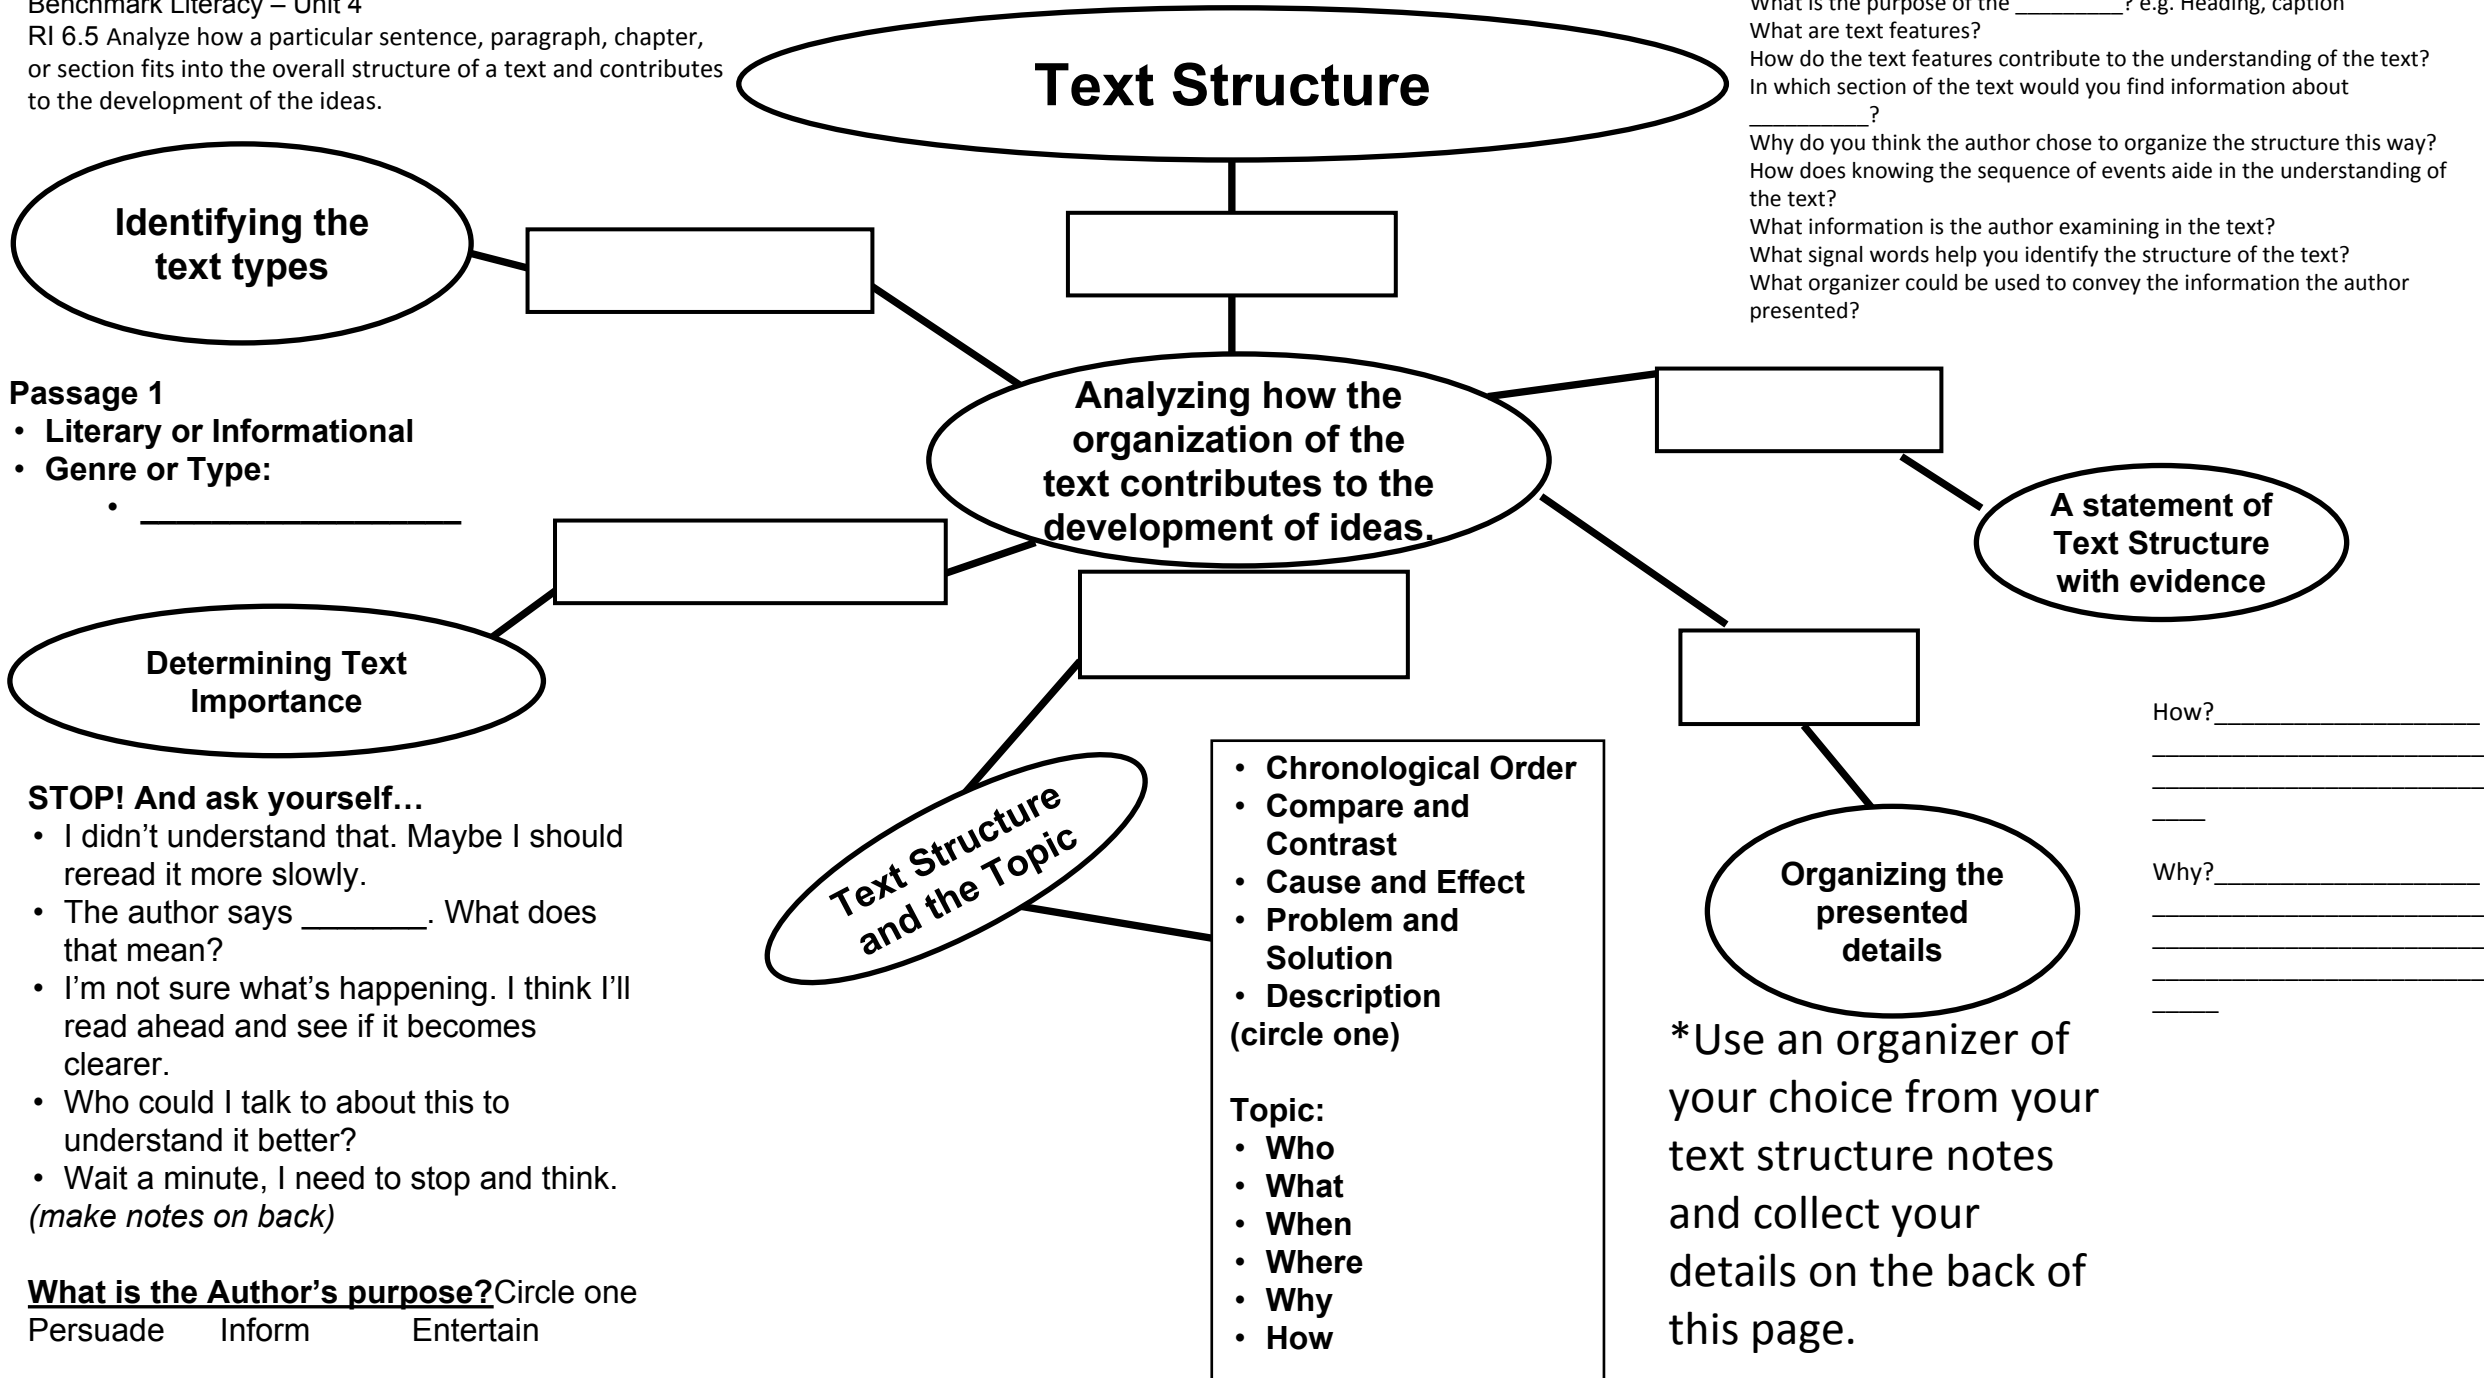 Benchmark Literacy – Unit 4
RI 6.5 Analyze how a particular sentence, paragraph, chapter,
or section fits into the overall structure of a text and contributes
to the development of the ideas.
Text Structure
What is the purpose of the _________? e.g. Heading, caption
What are text features?
How do the text features contribute to the understanding of the text?
In which section of the text would you find information about
__________?
Why do you think the author chose to organize the structure this way?
How does knowing the sequence of events aide in the understanding of
the text?
What information is the author examining in the text?
What signal words help you identify the structure of the text?
What organizer could be used to convey the information the author
presented?
Identifying the
text types
Passage 1
• Literary or Informational
• Genre or Type:
• __________________
Analyzing how the
organization of the
text contributes to the
development of ideas.
A statement of
Text Structure
with evidence
Determining Text
Importance
STOP! And ask yourself…
• I didn’t understand that. Maybe I should
reread it more slowly.
• The author says _______. What does
that mean?
• I’m not sure what’s happening. I think I’ll
read ahead and see if it becomes
clearer.
• Who could I talk to about this to
understand it better?
• Wait a minute, I need to stop and think.
(make notes on back)
What is the Author’s purpose?Circle one
Persuade Inform Entertain
Text Structure
and the Topic
• Chronological Order
• Compare and
Contrast
• Cause and Effect
• Problem and
Solution
• Description
(circle one)
Topic:
• Who
• What
• When
• Where
• Why
• How
Organizing the
presented
details
*Use an organizer of
your choice from your
text structure notes
and collect your
details on the back of
this page.
How?____________________
_________________________
_________________________
____
Why?____________________
_________________________
_________________________
_________________________
_____